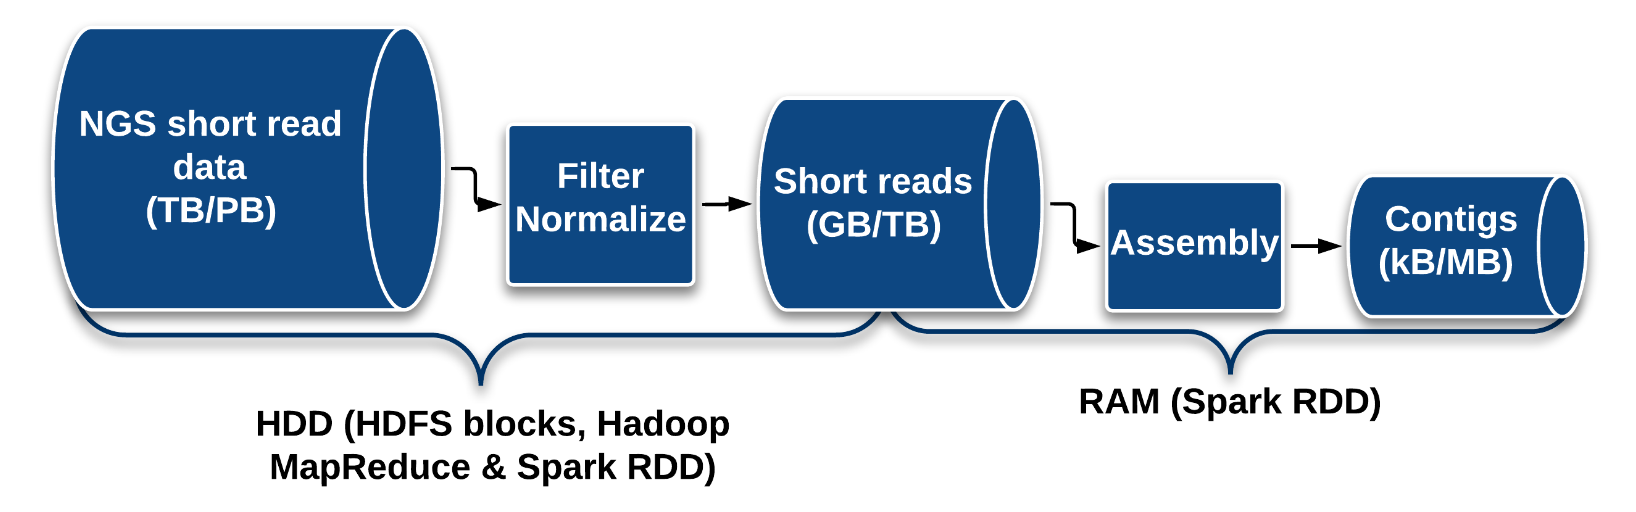 NGS short read
data
(TB/PB)
Filter
Normalize
Short reads
(GB/TB)
Assembly
Contigs
(kB/MB)
HDD (HDFS blocks, Hadoop
MapReduce & Spark RDD)
RAM (Spark RDD)